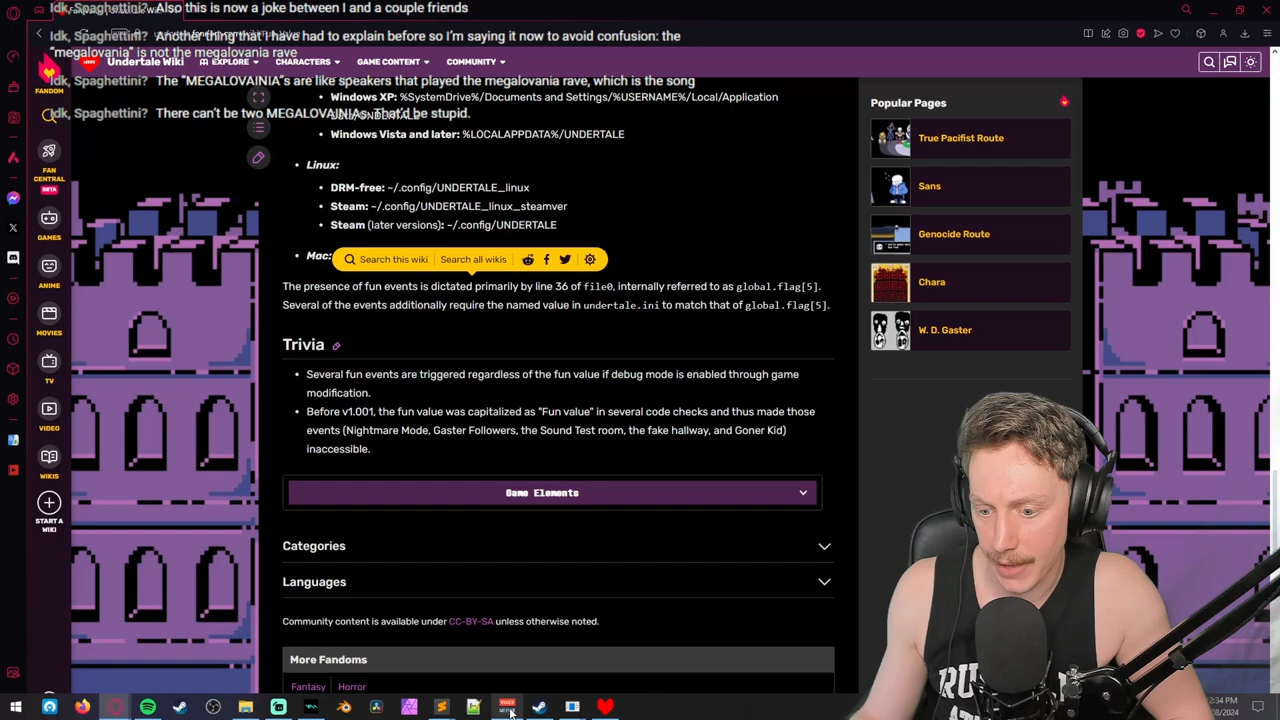 Idk, Spaghettini? Also this is now a joke between I and a couple friends
Idk, Spaghettini? Another thing that I've had to explain before so I'm saying it now to avoid confusion: the
"megalovania" is not the megalovania rave
Idk, Spaghettini? The "MEGALOVAINIA" are like speakers that played the megalovania rave, which is the song
Idk, Spaghettini? There can't be two MEGALOVAINIAS. That'd be stupid.
Undertale Wiki
EXPLORE
CHARACTERS
GAME CONTENT
COMMUNITY
FANDOM
FAN
CENTRAL
BETA
GAMES
ANIME
MOVIES
TV
VIDEO
WIKIS
START A
WIKI
Windows XP: %SystemDrive%/Documents and Settings/%USERNAME%/Local/Application
Windows Vista and later: %LOCALAPPDATA%/UNDERTALE
Linux:
DRM-free: ~/.config/UNDERTALE_linux
Steam: ~/.config/UNDERTALE_linux_steamver
Steam (later versions): ~/.config/UNDERTALE
Mac:
Search this wiki
Search all wikis
The presence of fun events is dictated primarily by line 36 of file0, internally referred to as global.flag[5].
Several of the events additionally require the named value in undertale.ini to match that of global.flag[5].
Trivia
Several fun events are triggered regardless of the fun value if debug mode is enabled through game
modification.
Before v1.001, the fun value was capitalized as "Fun value" in several code checks and thus made those
events (Nightmare Mode, Gaster Followers, the Sound Test room, the fake hallway, and Goner Kid)
inaccessible.
Game Elements
Categories
Languages
Community content is available under CC-BY-SA unless otherwise noted.
More Fandoms
Fantasy
Horror
Popular Pages
True Pacifist Route
Sans
Genocide Route
Chara
W. D. Gaster
2:34 PM